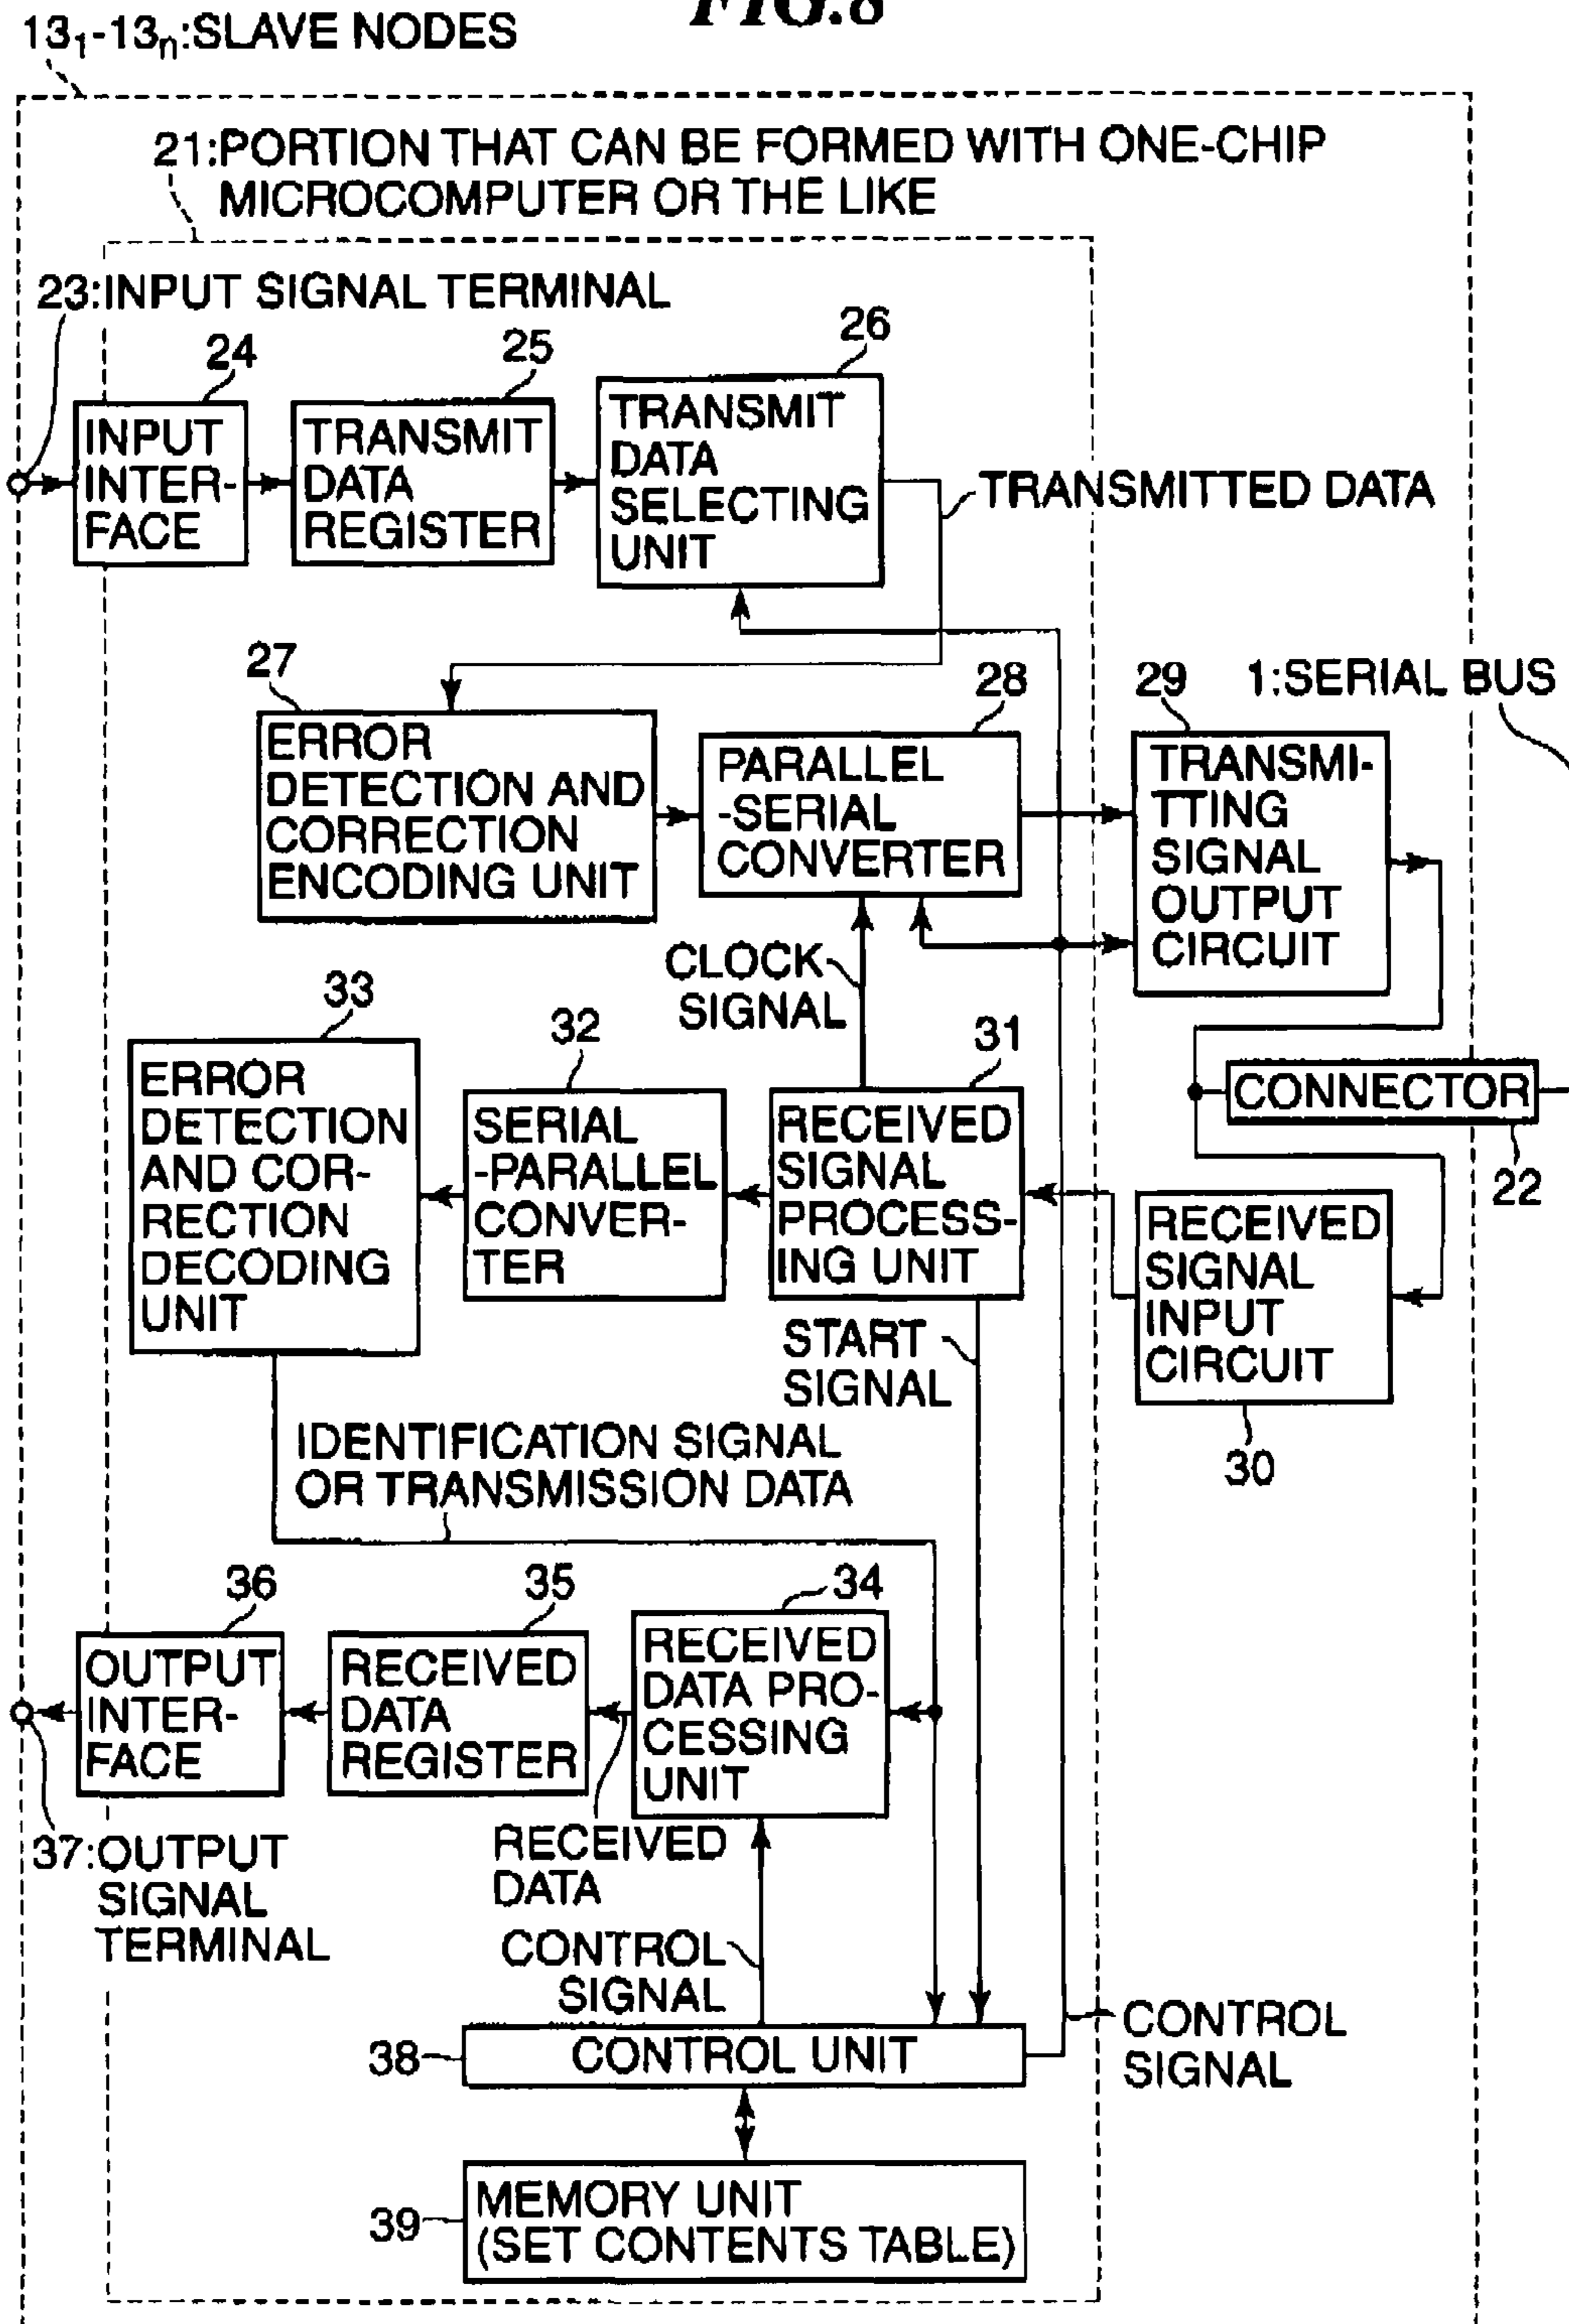 FIG.8
13₁-13ₙ:SLAVE NODES
21:PORTION THAT CAN BE FORMED WITH ONE-CHIP
MICROCOMPUTER OR THE LIKE
23:INPUT SIGNAL TERMINAL
24
25
26
INPUT
INTER-
FACE
TRANSMIT
DATA
REGISTER
TRANSMIT
DATA
SELECTING
UNIT
TRANSMITTED DATA
27
28
29
1:SERIAL BUS
ERROR
DETECTION AND
CORRECTION
ENCODING UNIT
PARALLEL
-SERIAL
CONVERTER
TRANSMI-
TTING
SIGNAL
OUTPUT
CIRCUIT
CLOCK
SIGNAL
33
32
31
ERROR
DETECTION
AND COR-
RECTION
DECODING
UNIT
SERIAL
-PARALLEL
CONVER-
TER
RECEIVED
SIGNAL
PROCESS-
ING UNIT
CONNECTOR
22
RECEIVED
SIGNAL
INPUT
CIRCUIT
30
START
SIGNAL
IDENTIFICATION SIGNAL
OR TRANSMISSION DATA
36
35
34
OUTPUT
INTER-
FACE
RECEIVED
DATA
REGISTER
RECEIVED
DATA PRO-
CESSING
UNIT
37:OUTPUT
SIGNAL
TERMINAL
RECEIVED
DATA
CONTROL
SIGNAL
38
CONTROL UNIT
CONTROL
SIGNAL
39
MEMORY UNIT
(SET CONTENTS TABLE)